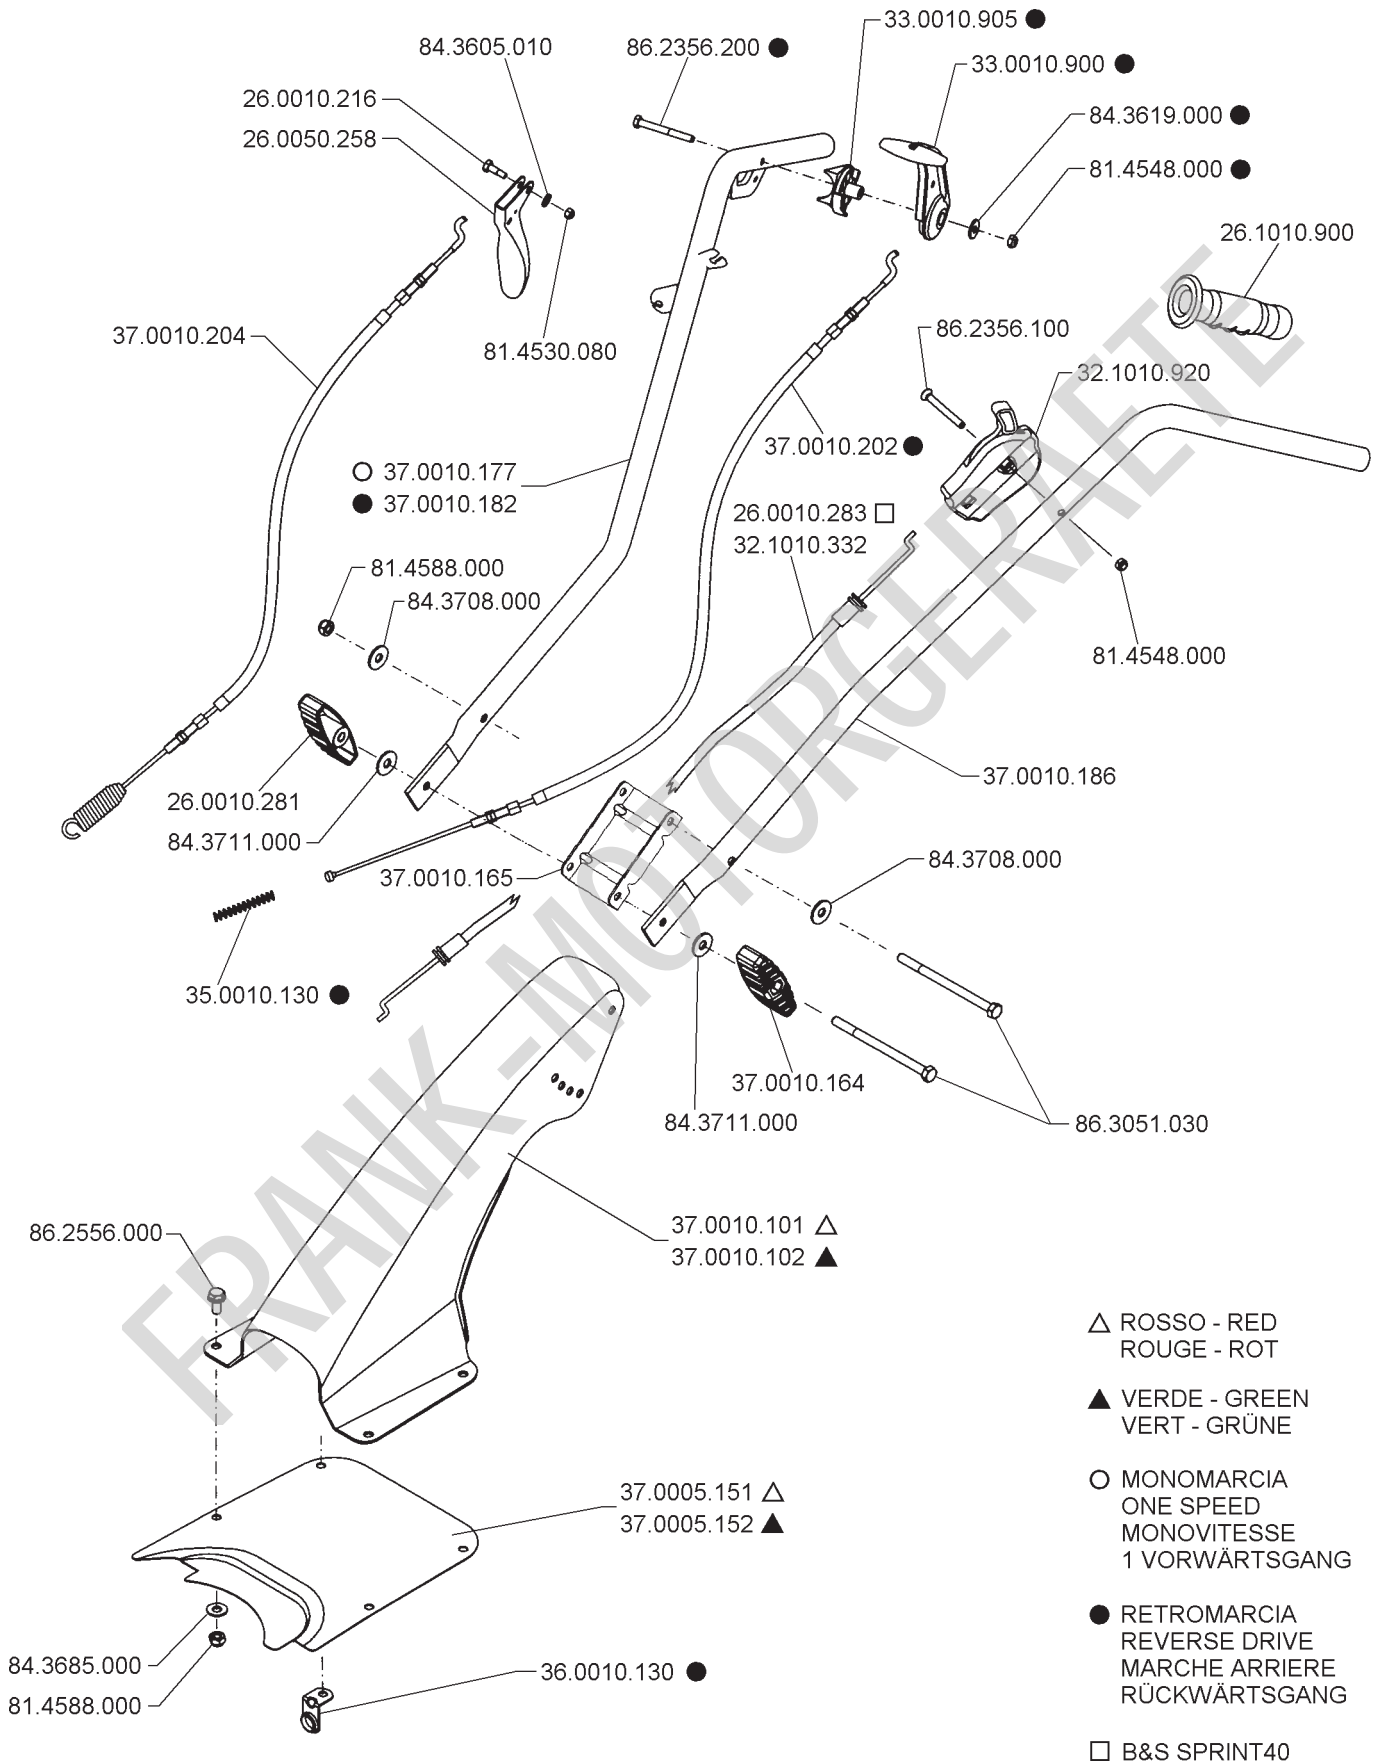 33.0010.905 ●
84.3605.010
86.2356.200 ●
33.0010.900 ●
26.0010.216
84.3619.000 ●
26.0050.258
81.4548.000 ●
26.1010.900
37.0010.204
81.4530.080
86.2356.100
32.1010.920
37.0010.202 ●
○ 37.0010.177
● 37.0010.182
26.0010.283 □
32.1010.332
81.4588.000
84.3708.000
81.4548.000
37.0010.186
26.0010.281
84.3711.000
37.0010.165
84.3708.000
35.0010.130 ●
37.0010.164
84.3711.000
86.3051.030
37.0010.101 △
37.0010.102 ▲
86.2556.000
△ ROSSO - RED
ROUGE - ROT
▲ VERDE - GREEN
VERT - GRÜNE
○ MONOMARCIA
ONE SPEED
MONOVITESSE
1 VORWÄRTSGANG
● RETROMARCIA
REVERSE DRIVE
MARCHE ARRIERE
RÜCKWÄRTSGANG
□ B&S SPRINT40
37.0005.151 △
37.0005.152 ▲
84.3685.000
81.4588.000
36.0010.130 ●
FRANK-MOTORGERAETE